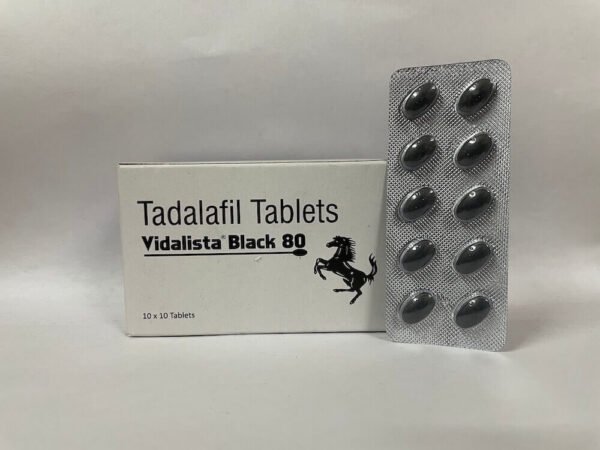 Tadalafil Tablets
Vidalista® Black 80
10 x 10 Tablets